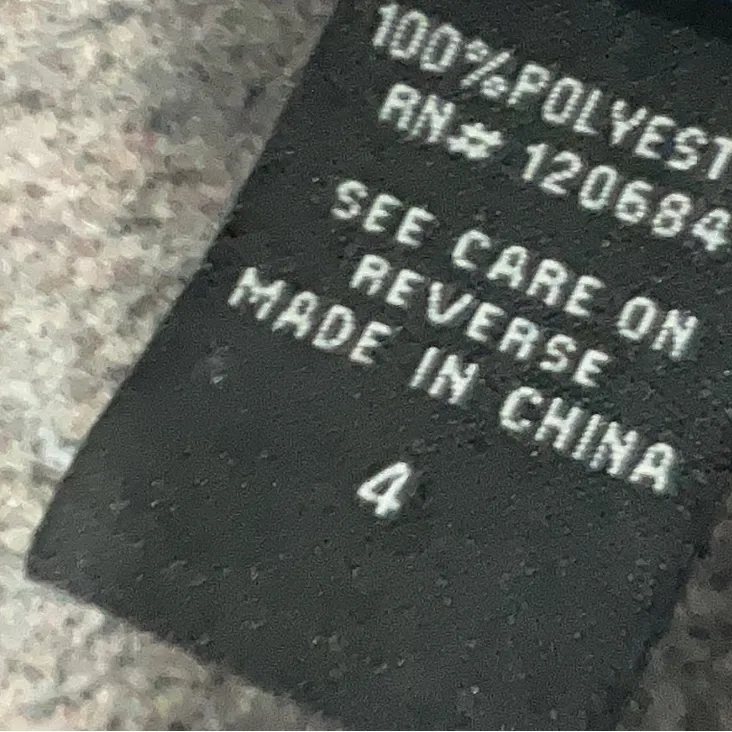 100%POLYEST
RN# 120684
SEE CARE ON
REVERSE
MADE IN CHINA
4